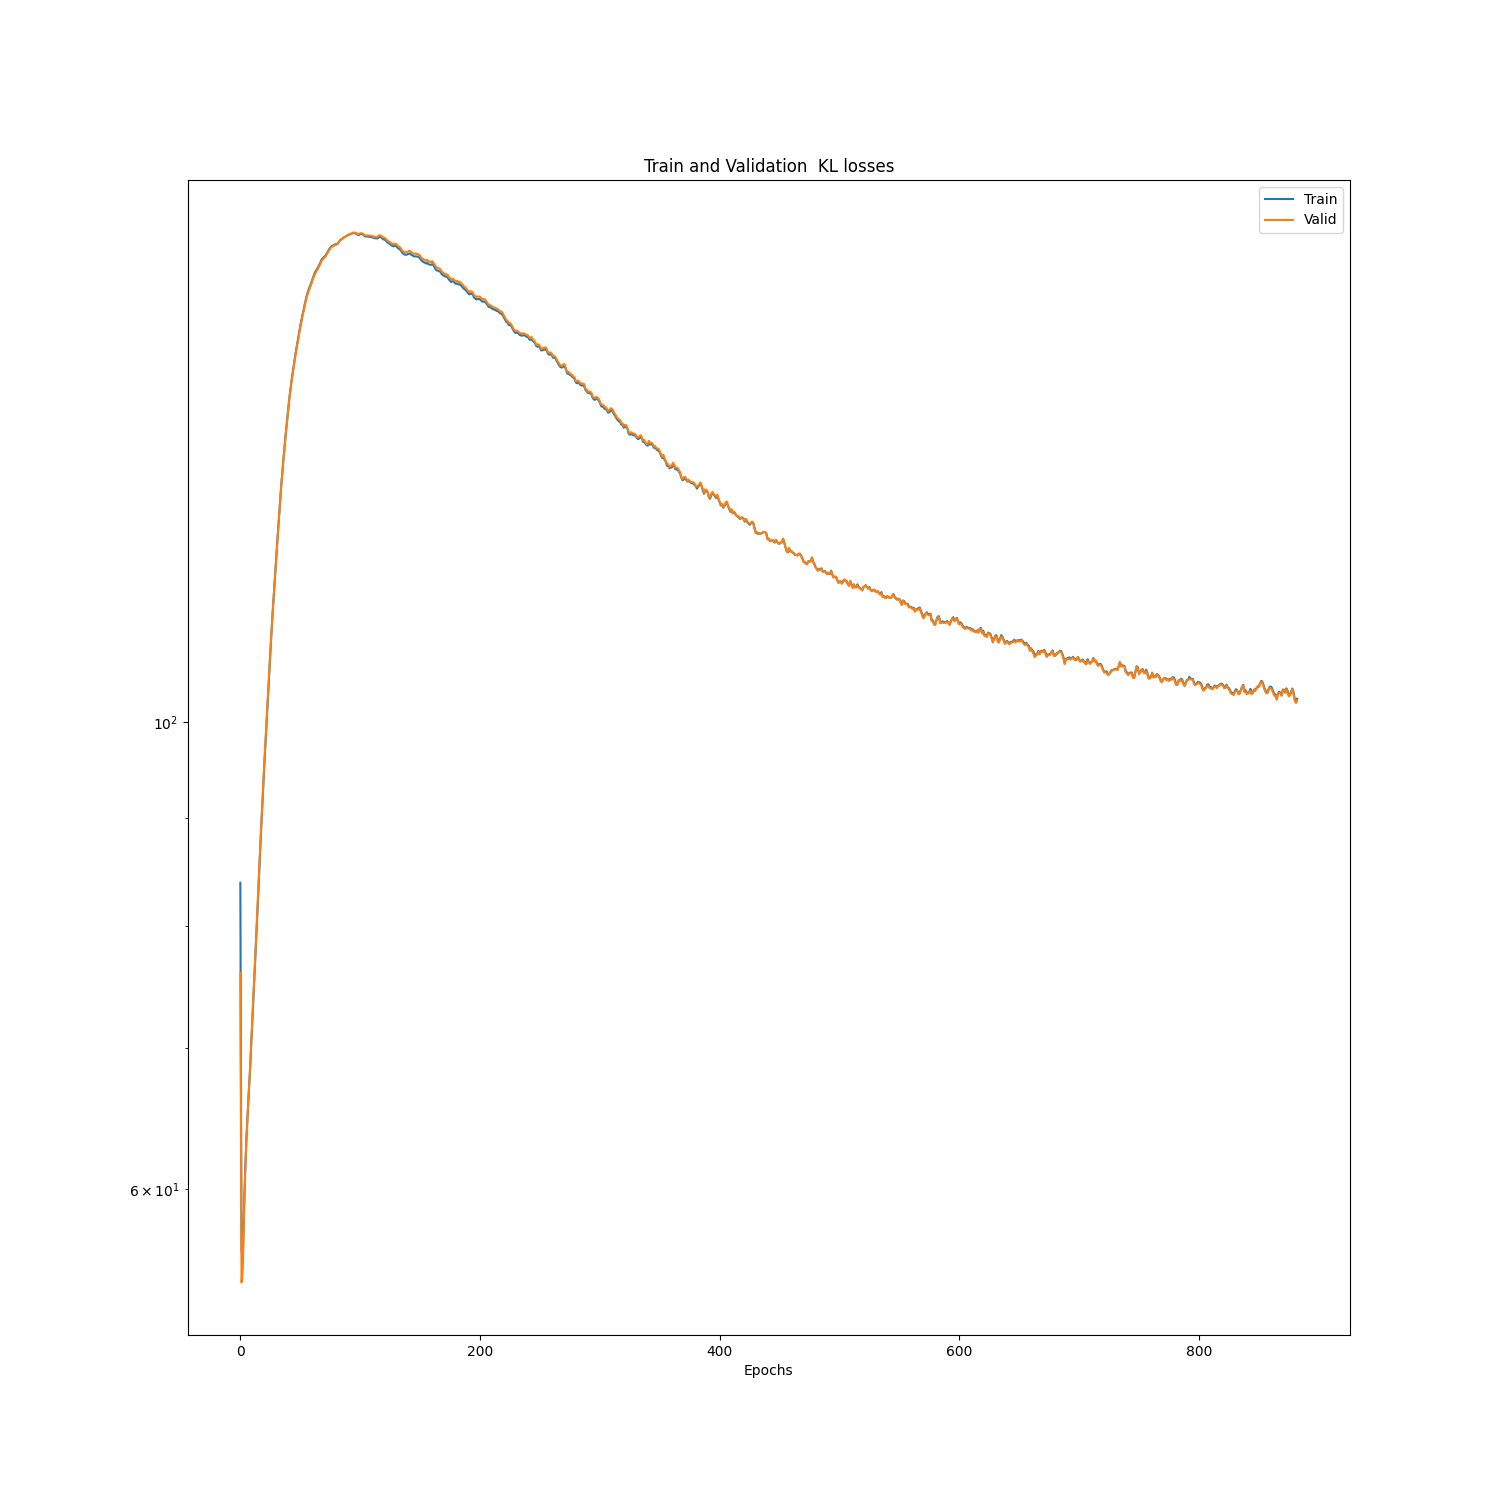 Train and Validation  KL losses
Train
Valid
10²
6 × 10¹
0 200 400 600 800
Epochs